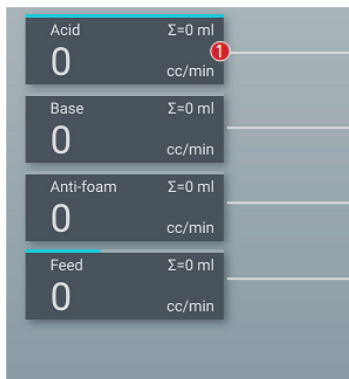 Acid Σ=0 ml
1
0 cc/min
Base Σ=0 ml
0 cc/min
Anti-foam Σ=0 ml
0 cc/min
Feed Σ=0 ml
0 cc/min